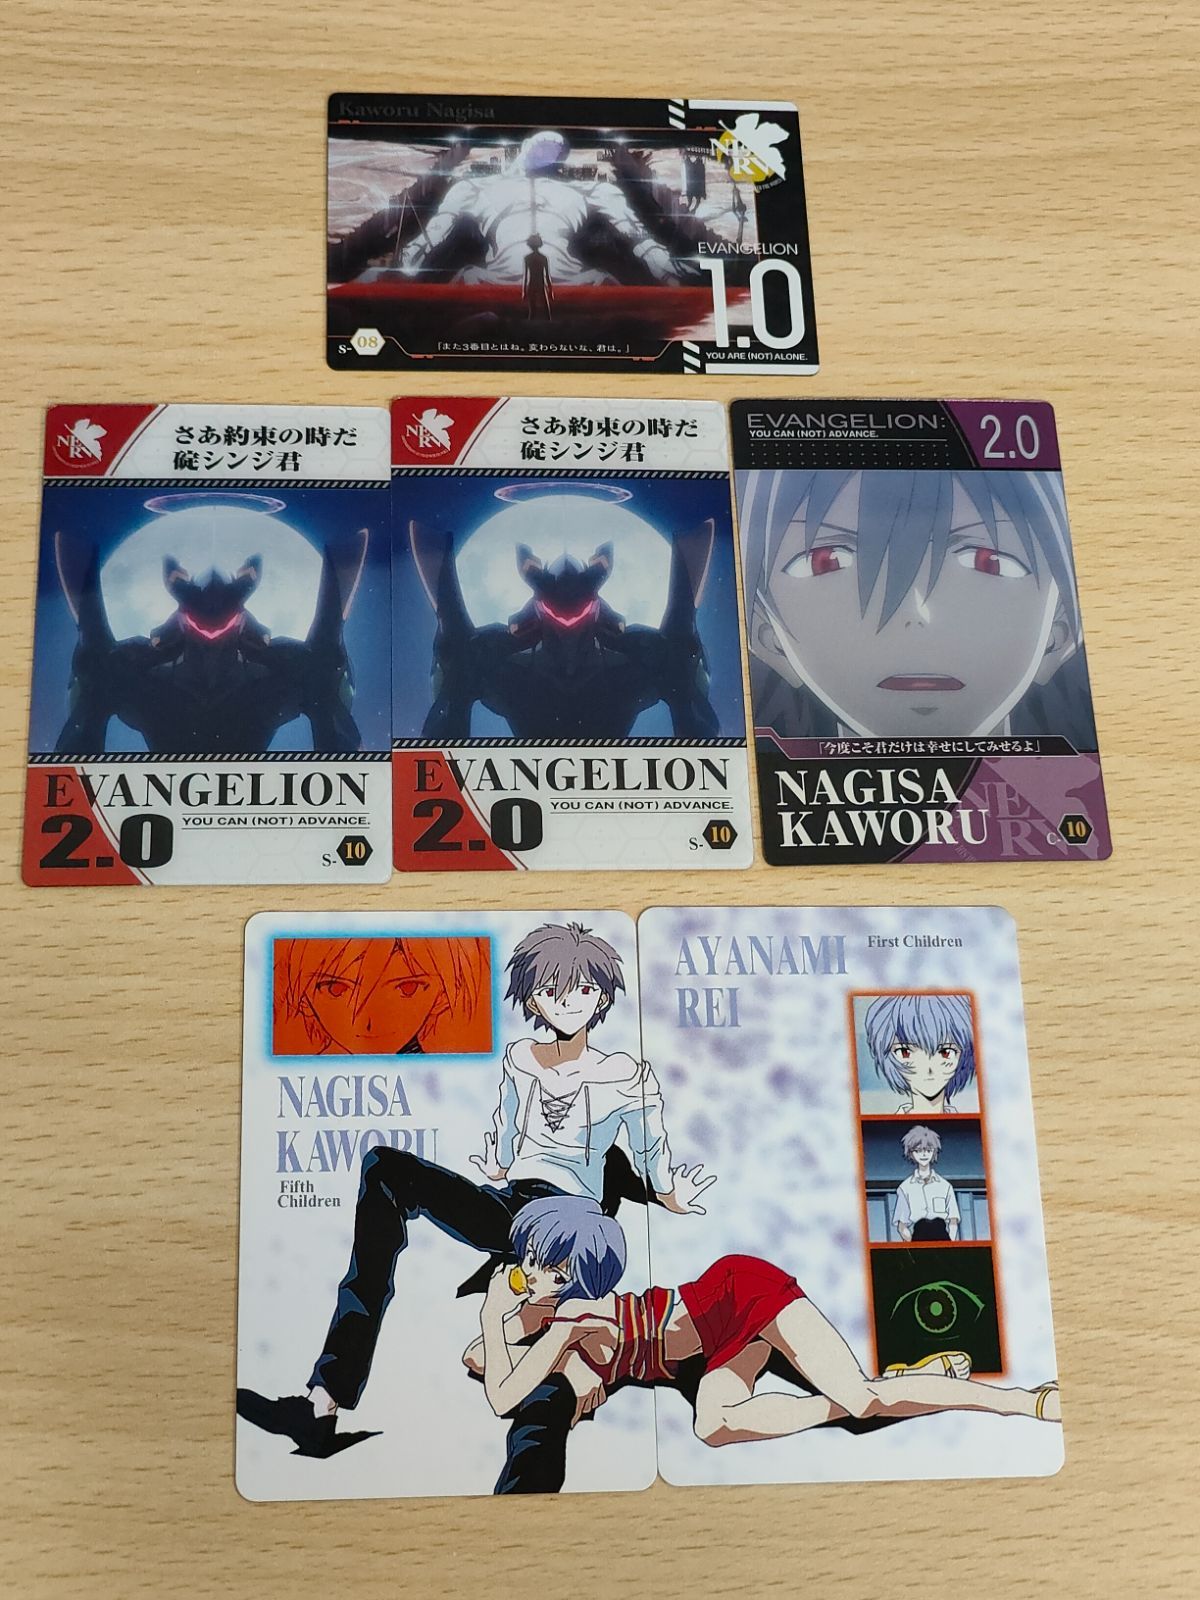 Kaworu Nagisa
NERV
EVANGELION
1.0
YOU ARE (NOT) ALONE.
S-08
「また3番目とはね。変わらないな、君は。」
NERV
さあ約束の時だ
碇シンジ君
EVANGELION
2.0
YOU CAN (NOT) ADVANCE.
S-10
NERV
さあ約束の時だ
碇シンジ君
EVANGELION
2.0
YOU CAN (NOT) ADVANCE.
S-10
EVANGELION:
YOU CAN (NOT) ADVANCE.
2.0
「今度こそ君だけは幸せにしてみせるよ」
NAGISA
KAWORU
NERV
C-10
NAGISA
KAWORU
Fifth
Children
AYANAMI
REI
First Children